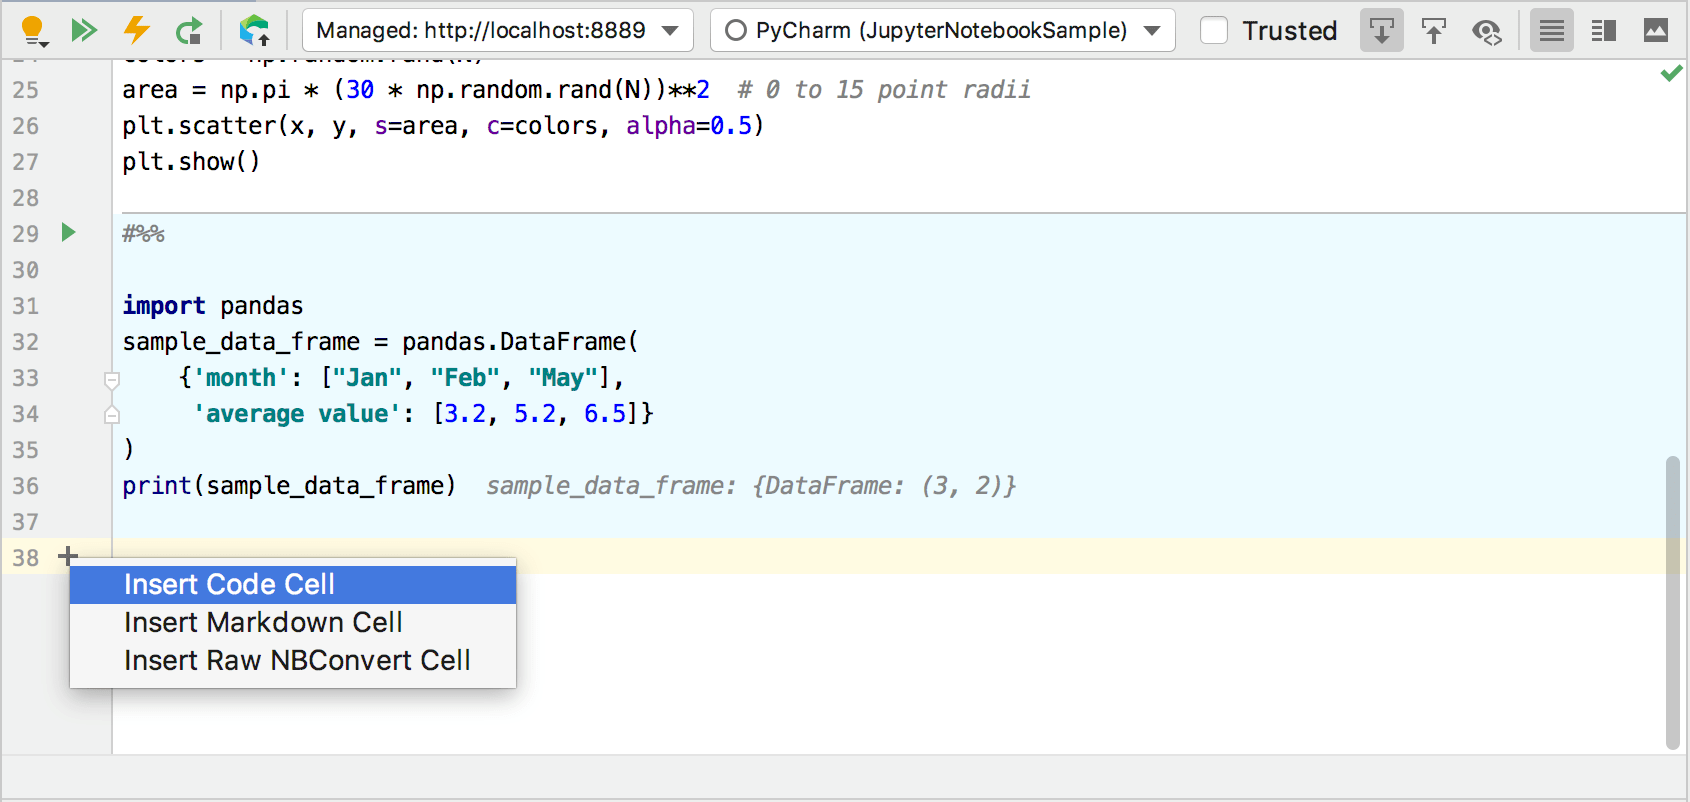 Managed: http://localhost:8889 PyCharm (JupyterNotebookSample) Trusted
25 area = np.pi * (30 * np.random.rand(N))**2  # 0 to 15 point radii
26 plt.scatter(x, y, s=area, c=colors, alpha=0.5)
27 plt.show()
28
29 #%%
30
31 import pandas
32 sample_data_frame = pandas.DataFrame(
33     {'month': ["Jan", "Feb", "May"],
34      'average value': [3.2, 5.2, 6.5]}
35 )
36 print(sample_data_frame)  sample_data_frame: {DataFrame: (3, 2)}
37
38
Insert Code Cell
Insert Markdown Cell
Insert Raw NBConvert Cell